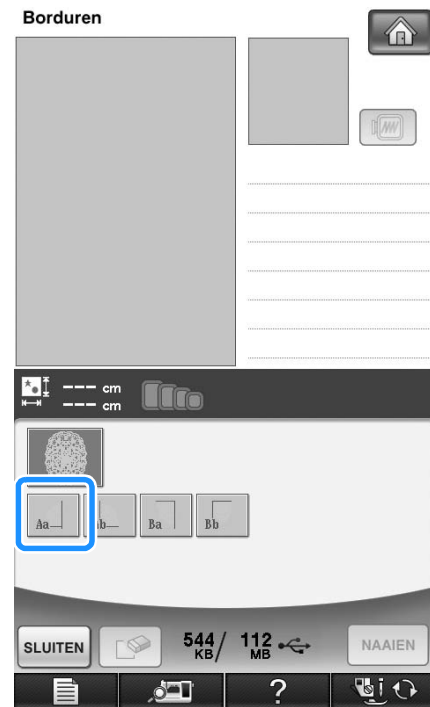 Borduren
--- cm
--- cm
Aa
Ab
Ba
Bb
SLUITEN
544 KB/
112 MB
NAAIEN
?